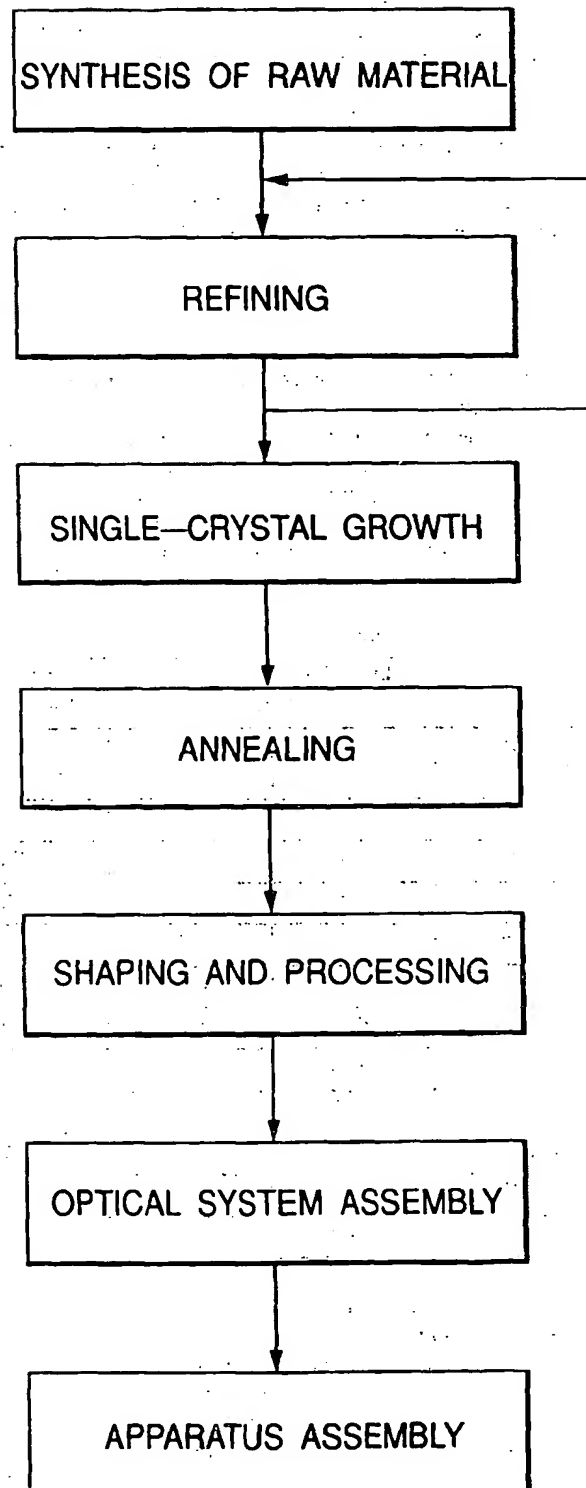 SYNTHESIS OF RAW MATERIAL
REFINING
SINGLE—CRYSTAL GROWTH
ANNEALING
SHAPING AND PROCESSING
OPTICAL SYSTEM ASSEMBLY
APPARATUS ASSEMBLY